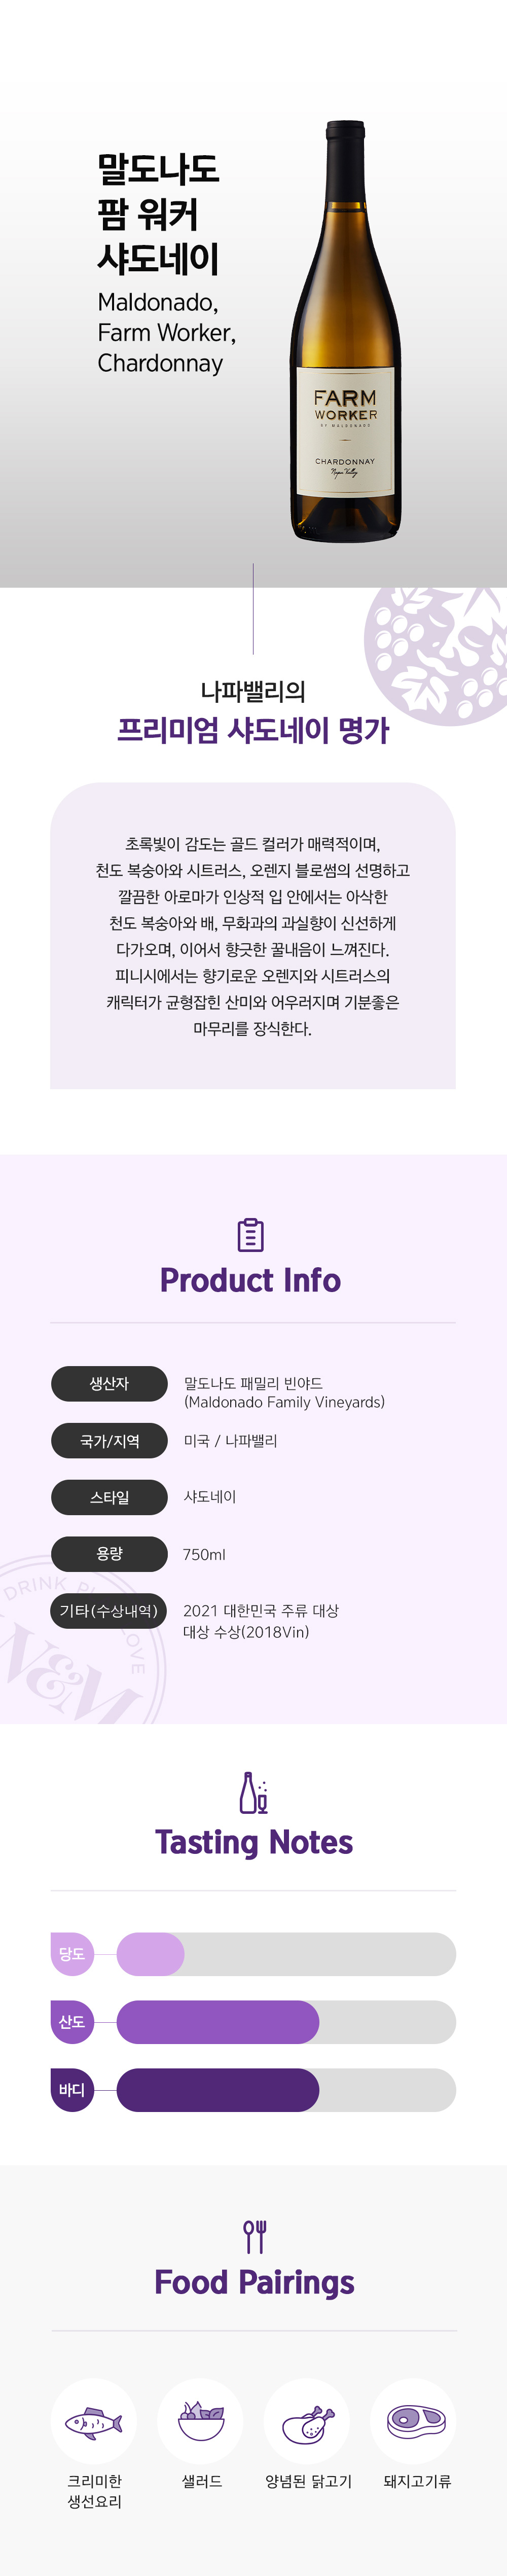 말도나도
팜 워커
샤도네이
Maldonado,
Farm Worker,
Chardonnay
FARM
WORKER
BY MALDONADO
CHARDONNAY
Napa Valley
나파밸리의
프리미엄 샤도네이 명가
초록빛이 감도는 골드 컬러가 매력적이며,
천도 복숭아와 시트러스, 오렌지 블로썸의 선명하고
깔끔한 아로마가 인상적 입 안에서는 아삭한
천도 복숭아와 배, 무화과의 과실향이 신선하게
다가오며, 이어서 향긋한 꿀내음이 느껴진다.
피니시에서는 향기로운 오렌지와 시트러스의
캐릭터가 균형잡힌 산미와 어우러지며 기분좋은
마무리를 장식한다.
Product Info
생산자
말도나도 패밀리 빈야드
(Maldonado Family Vineyards)
국가/지역
미국 / 나파밸리
스타일
샤도네이
용량
750ml
기타(수상내역)
2021 대한민국 주류 대상
대상 수상(2018Vin)
DRINK
LOVE
W&M
Tasting Notes
당도
산도
바디
Food Pairings
크리미한
생선요리
샐러드
양념된 닭고기
돼지고기류